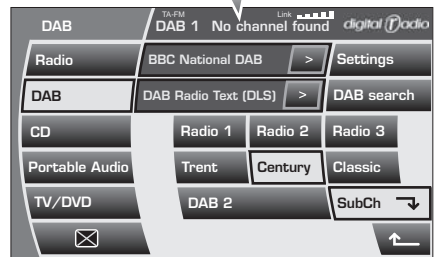 TA-FM Link
DAB DAB 1 No channel found digital radio
Radio BBC National DAB > Settings
DAB DAB Radio Text (DLS) > DAB search
CD Radio 1 Radio 2 Radio 3
Portable Audio Trent Century Classic
TV/DVD DAB 2 SubCh